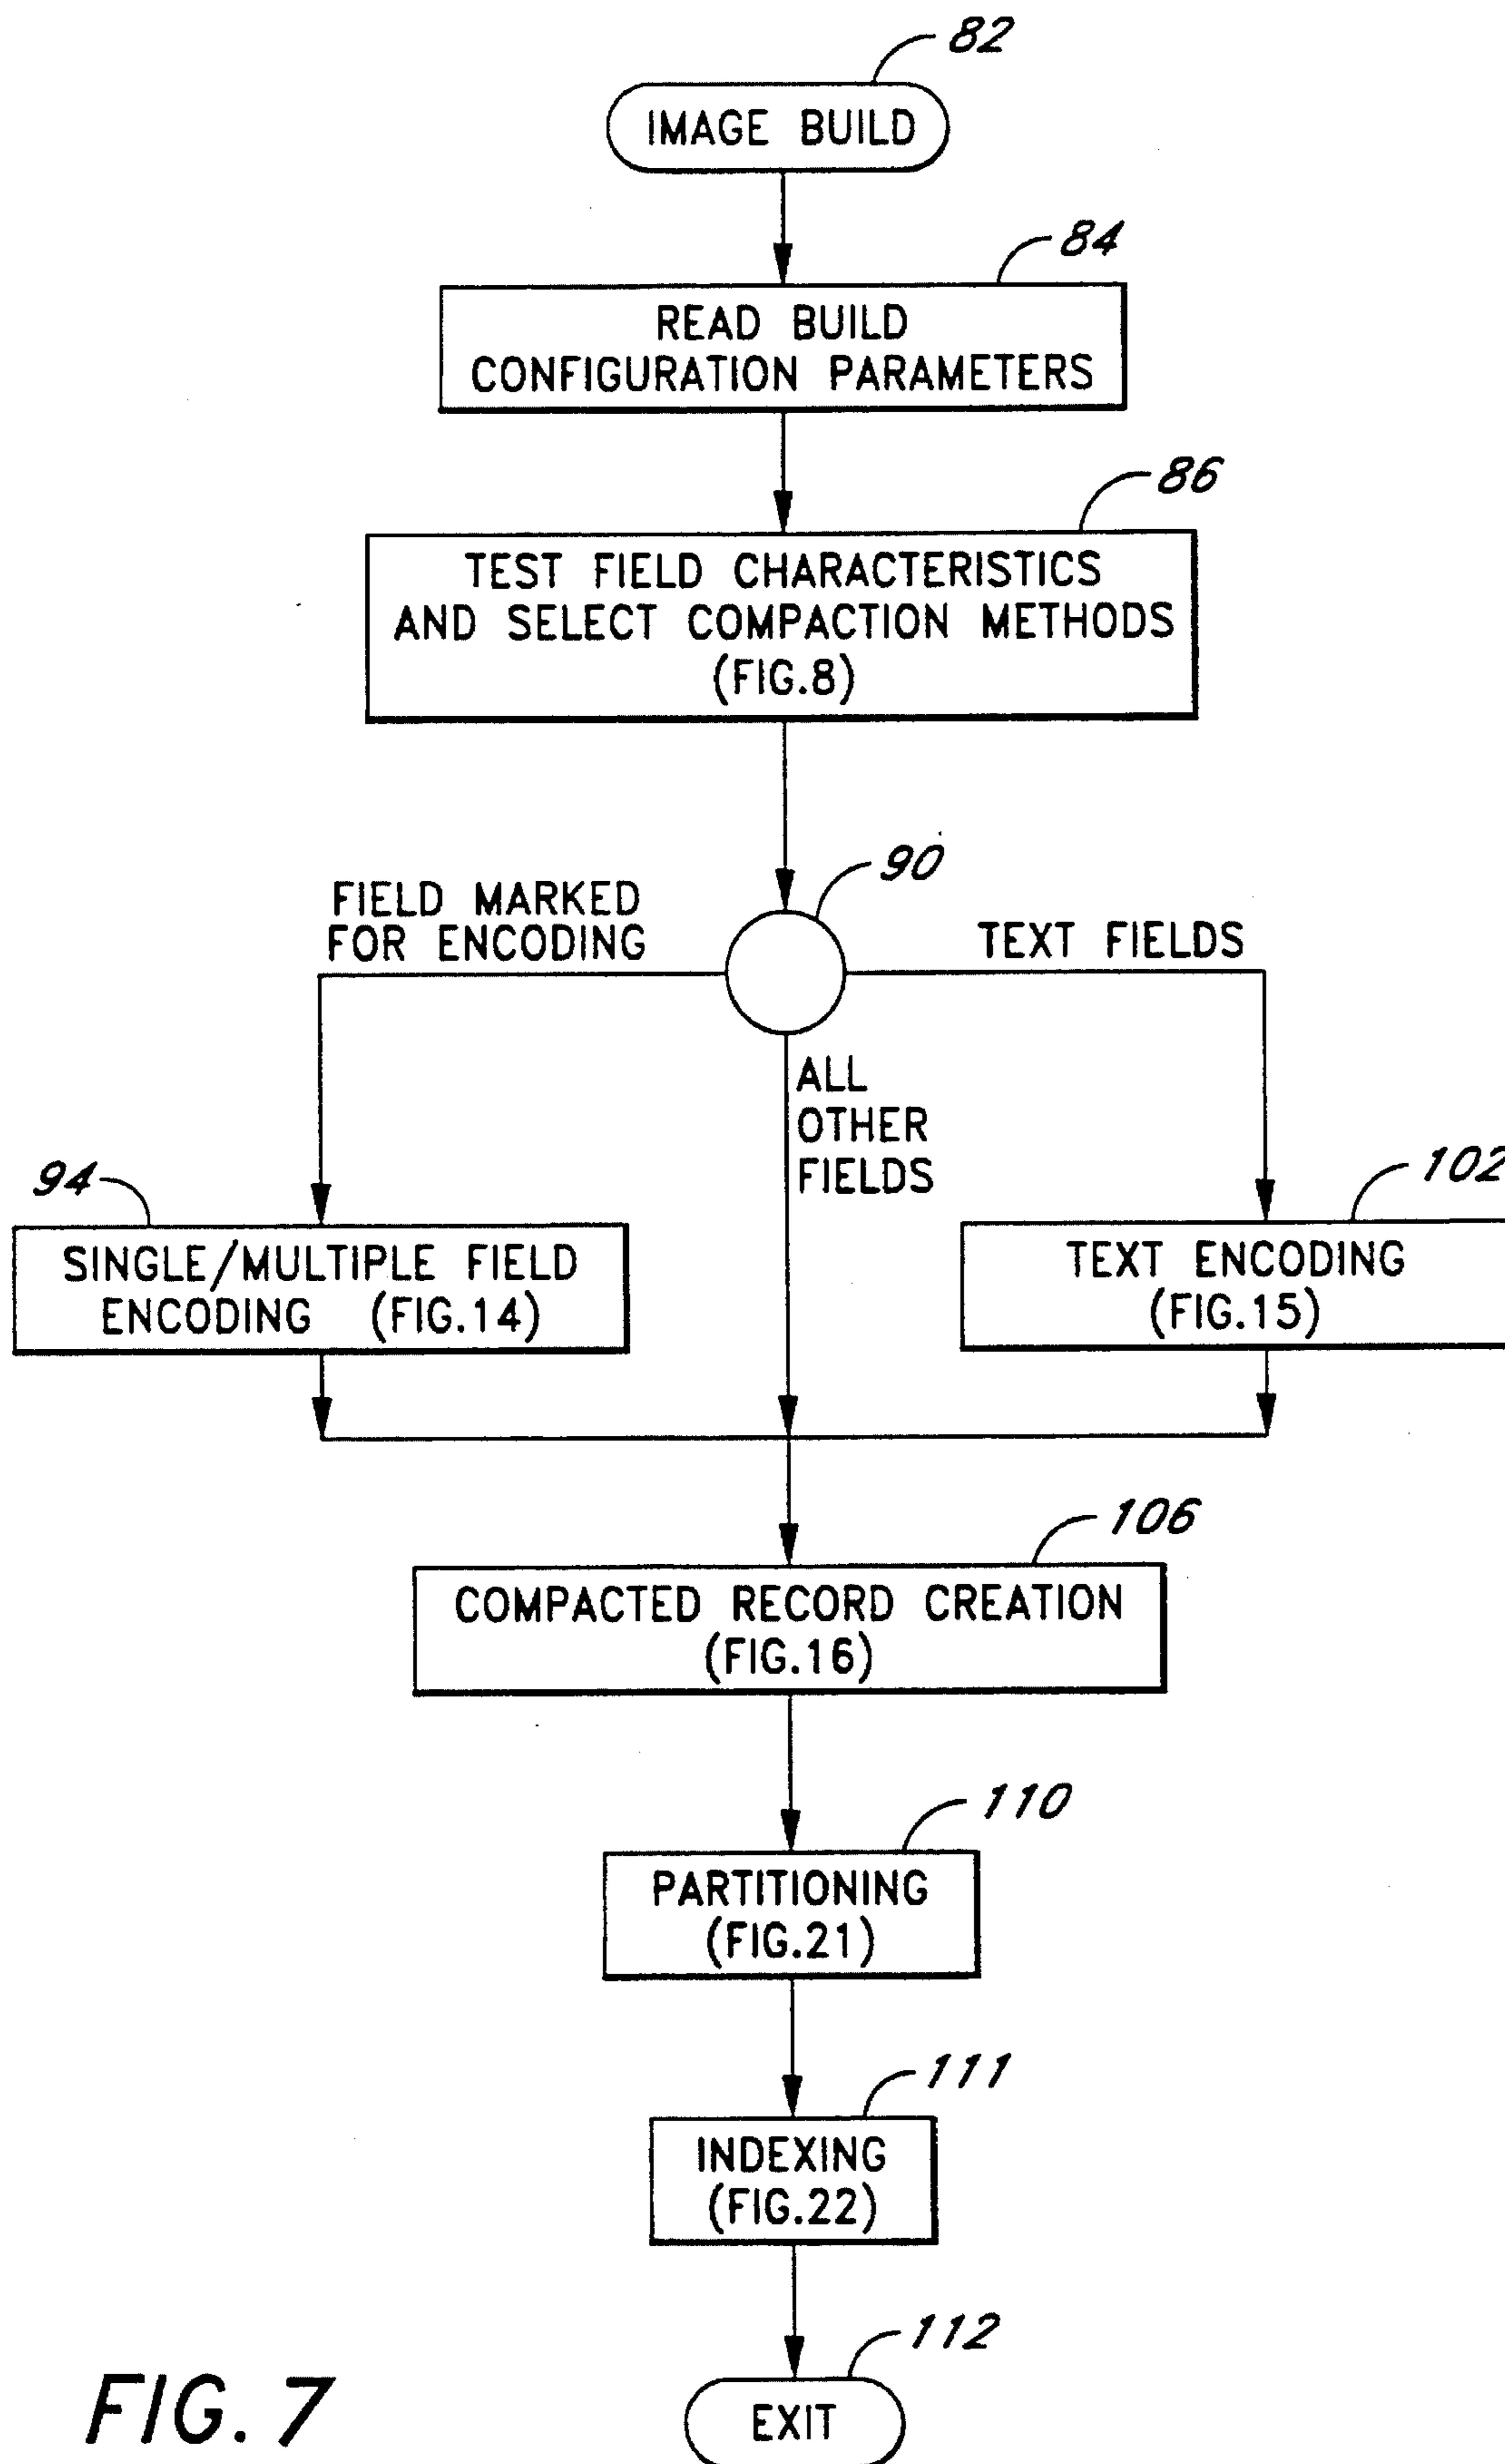 82
IMAGE BUILD
84
READ BUILD
CONFIGURATION PARAMETERS
86
TEST FIELD CHARACTERISTICS
AND SELECT COMPACTION METHODS
(FIG.8)
90
FIELD MARKED
FOR ENCODING
TEXT FIELDS
ALL
OTHER
FIELDS
94
SINGLE/MULTIPLE FIELD
ENCODING (FIG.14)
102
TEXT ENCODING
(FIG.15)
106
COMPACTED RECORD CREATION
(FIG.16)
110
PARTITIONING
(FIG.21)
111
INDEXING
(FIG.22)
112
EXIT
FIG. 7